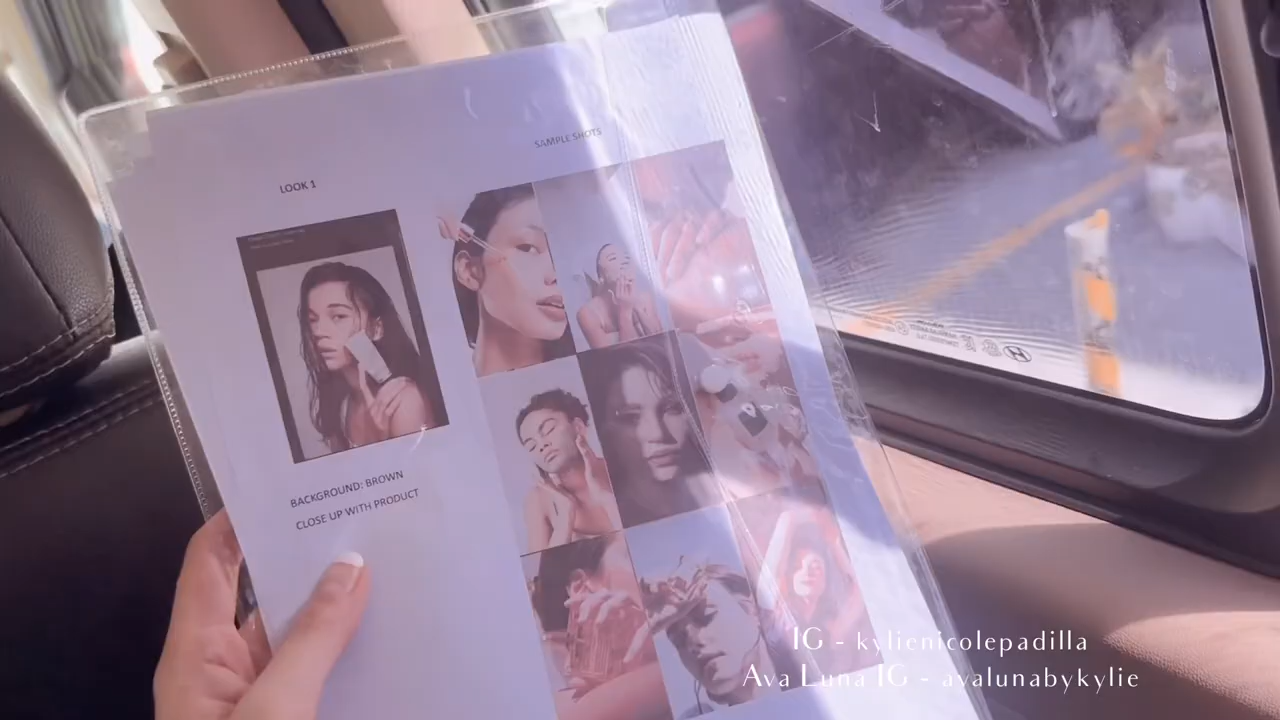 SAMPLE SHOTS
LOOK 1
BACKGROUND: BROWN
CLOSE UP WITH PRODUCT
IG - kylienicolepadilla
Ava Luna IG - avalunabykylie